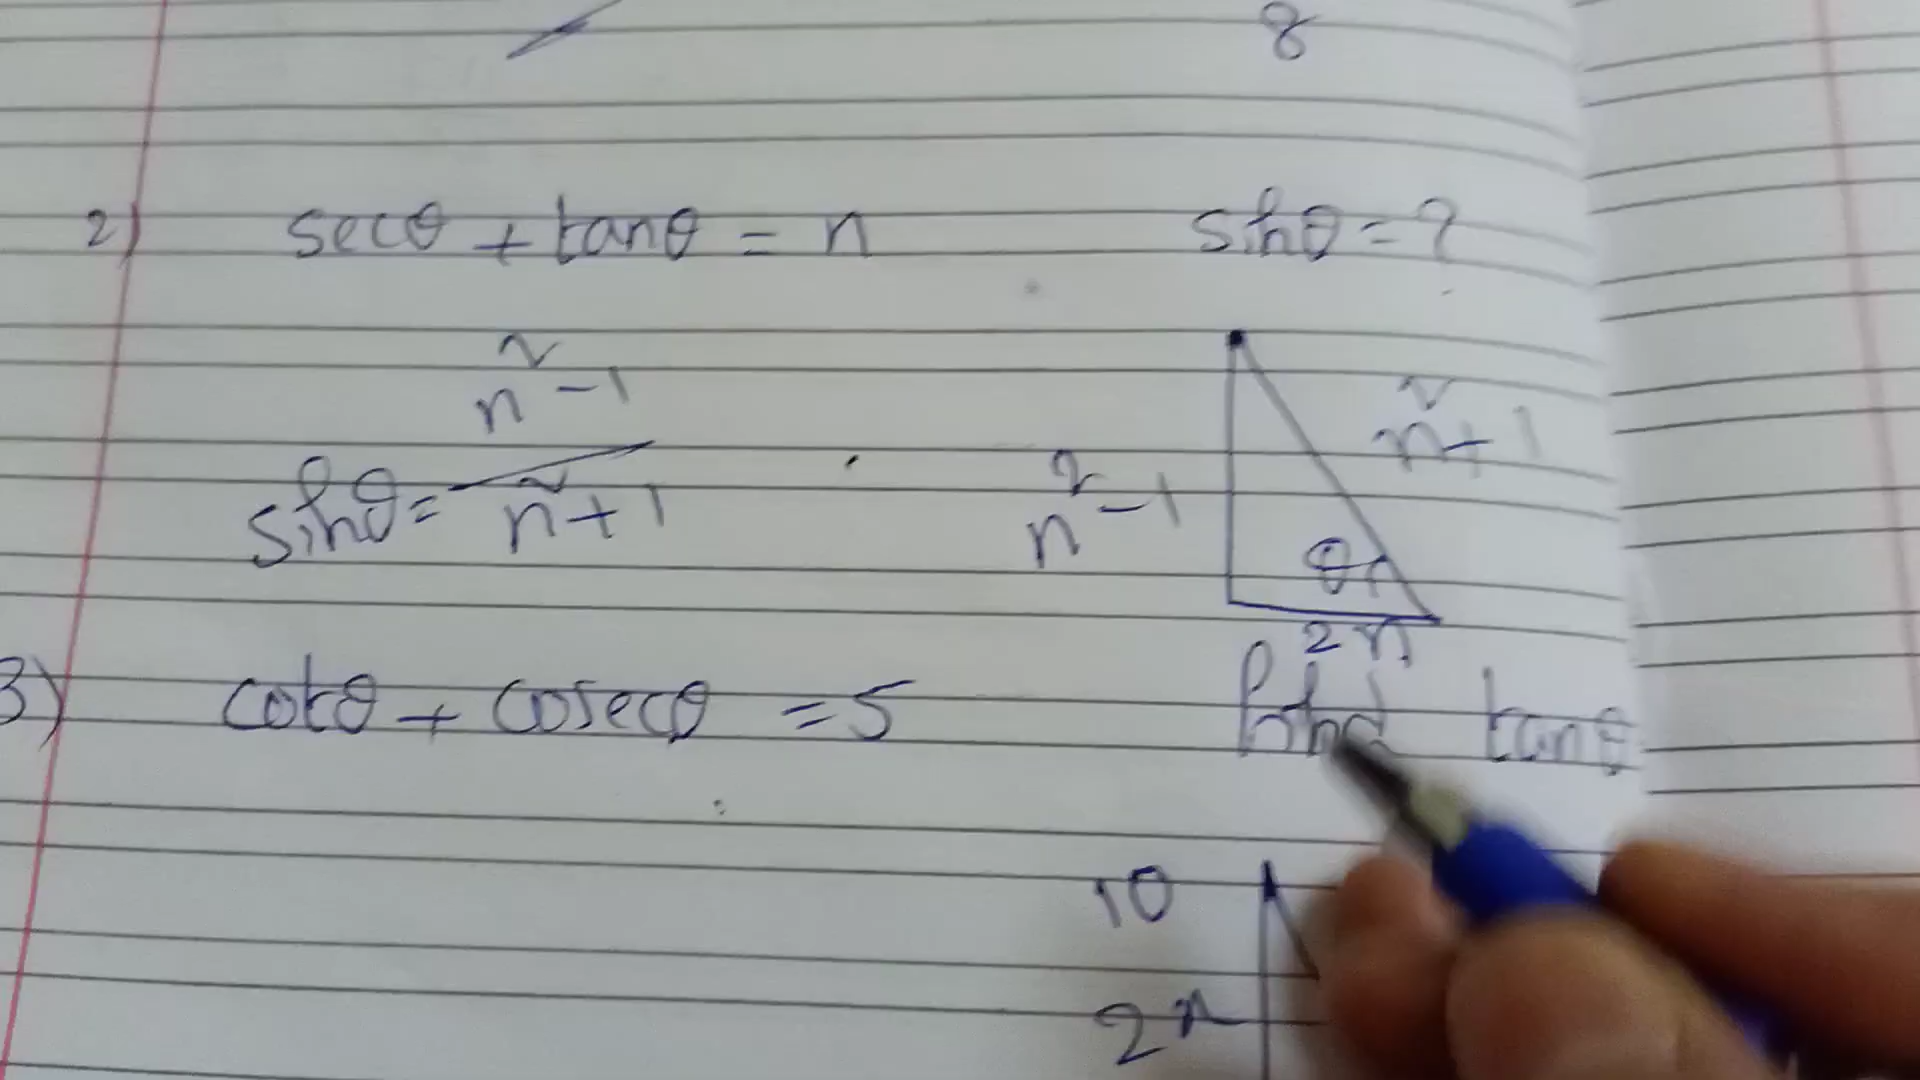 8
2) secθ + tanθ = n sinθ = ?
n² - 1
sinθ = n² + 1
n² - 1
n² + 1
θ
2n
3) cotθ + cosecθ = 5 find tanθ
10
2n